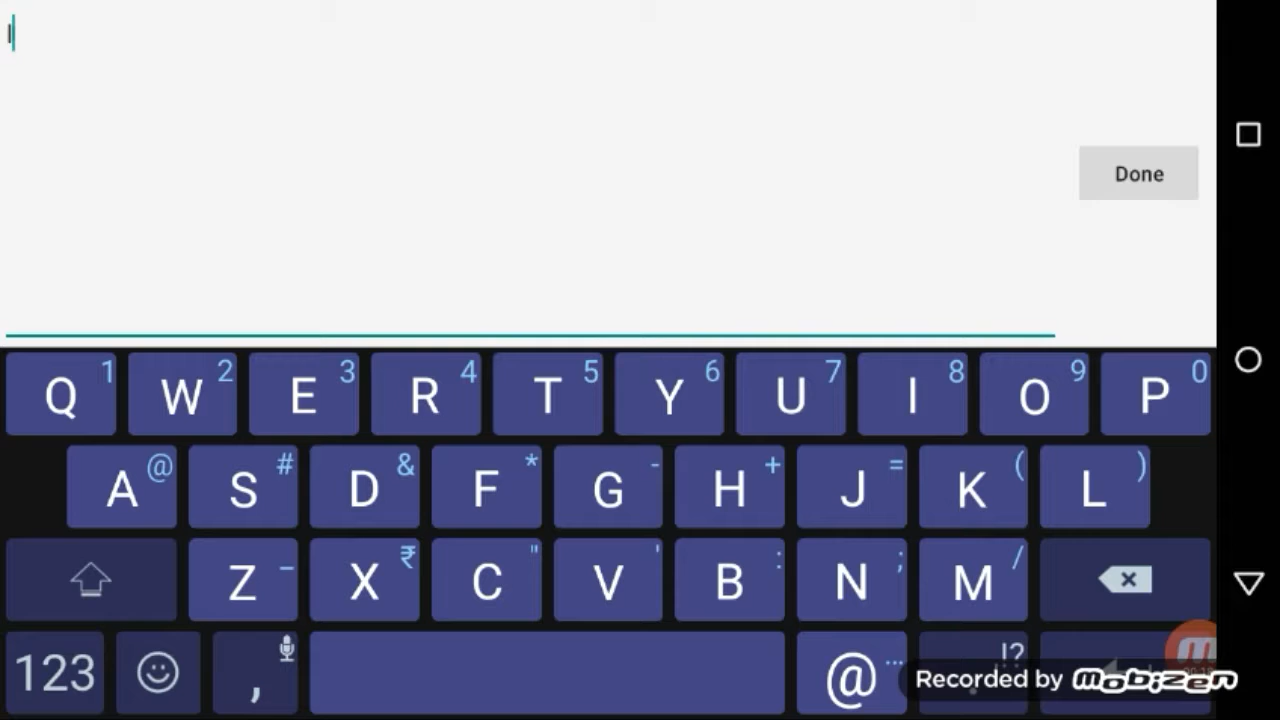 l
Done
Q 1 W 2 E 3 R 4 T 5 Y 6 U 7 I 8 O 9 P 0
A @ S # D & F * G - H + J = K ( L )
Z _ X ₹ C " V ' B : N ; M /
123 , @ ... . !?
Recorded by mobizen